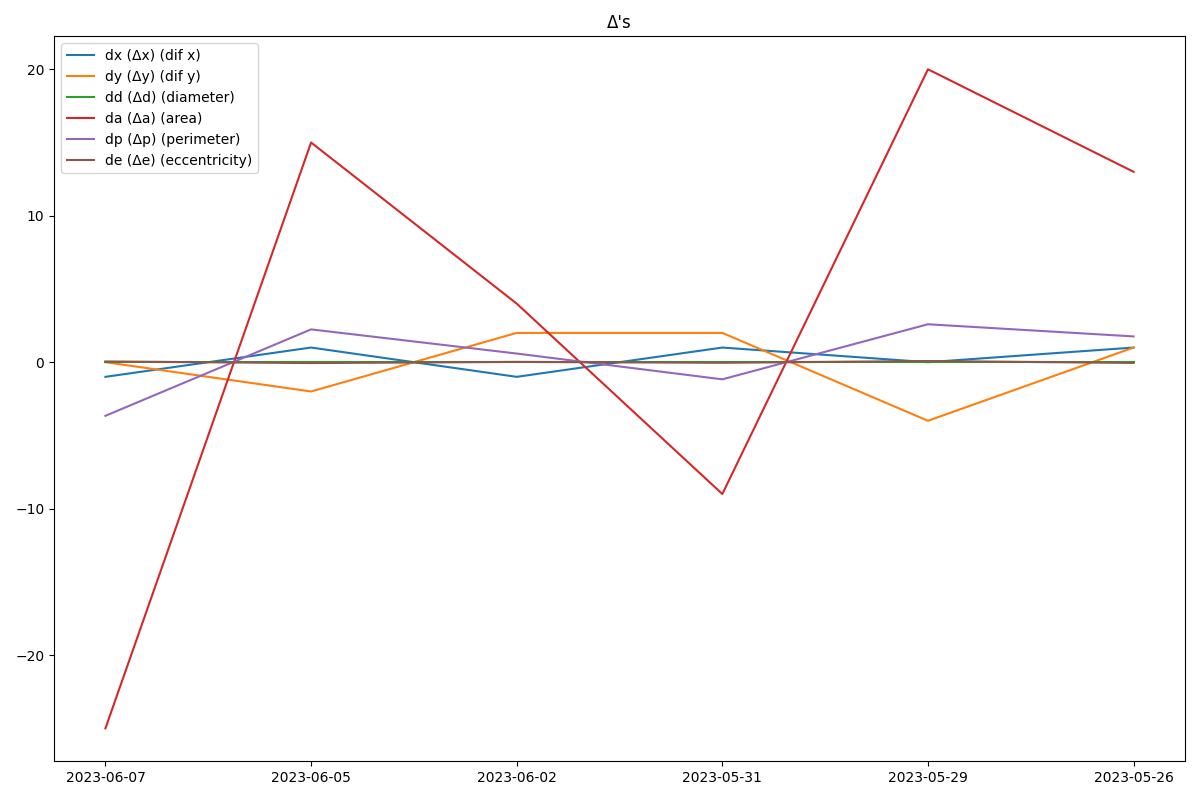 Δ's
dx (Δx) (dif x)
dy (Δy) (dif y)
dd (Δd) (diameter)
da (Δa) (area)
dp (Δp) (perimeter)
de (Δe) (eccentricity)
20
10
0
−10
−20
2023-06-07 2023-06-05 2023-06-02 2023-05-31 2023-05-29 2023-05-26